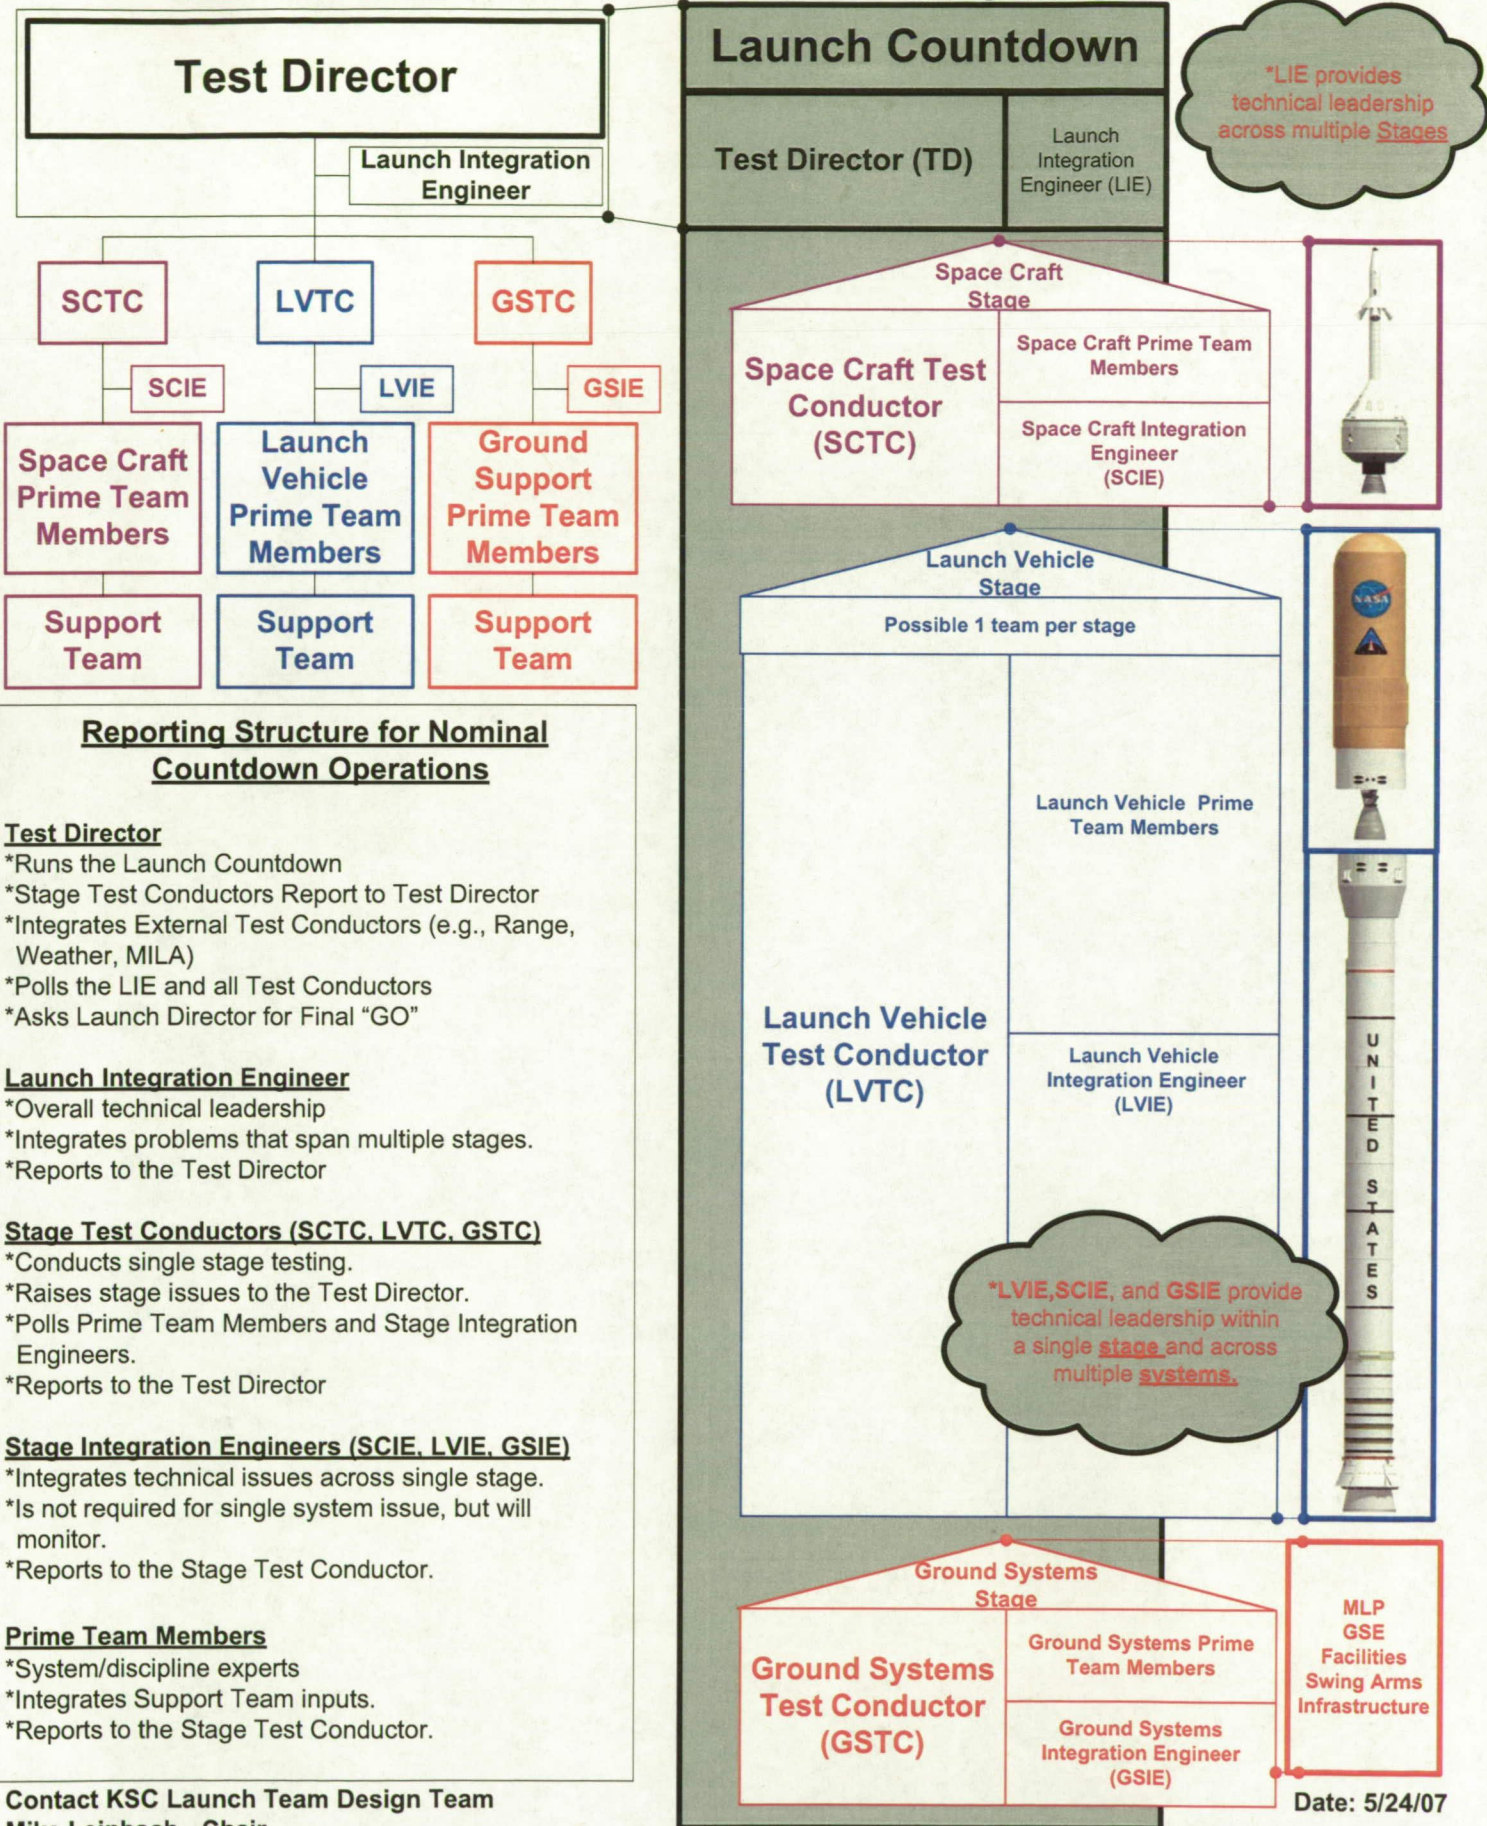 Test Director
Launch Integration
Engineer
SCTC
LVTC
GSTC
SCIE
LVIE
GSIE
Space Craft
Prime Team
Members
Launch
Vehicle
Prime Team
Members
Ground
Support
Prime Team
Members
Support
Team
Support
Team
Support
Team
Reporting Structure for Nominal
Countdown Operations
Test Director
*Runs the Launch Countdown
*Stage Test Conductors Report to Test Director
*Integrates External Test Conductors (e.g., Range,
Weather, MILA)
*Polls the LIE and all Test Conductors
*Asks Launch Director for Final “GO”
Launch Integration Engineer
*Overall technical leadership
*Integrates problems that span multiple stages.
*Reports to the Test Director
Stage Test Conductors (SCTC, LVTC, GSTC)
*Conducts single stage testing.
*Raises stage issues to the Test Director.
*Polls Prime Team Members and Stage Integration
Engineers.
*Reports to the Test Director
Stage Integration Engineers (SCIE, LVIE, GSIE)
*Integrates technical issues across single stage.
*Is not required for single system issue, but will
monitor.
*Reports to the Stage Test Conductor.
Prime Team Members
*System/discipline experts
*Integrates Support Team inputs.
*Reports to the Stage Test Conductor.
Contact KSC Launch Team Design Team
Launch Countdown
Test Director (TD)
Launch
Integration
Engineer (LIE)
*LIE provides
technical leadership
across multiple Stages
Space Craft
Stage
Space Craft Test
Conductor
(SCTC)
Space Craft Prime Team
Members
Space Craft Integration
Engineer
(SCIE)
Launch Vehicle
Stage
Possible 1 team per stage
Launch Vehicle
Test Conductor
(LVTC)
Launch Vehicle Prime
Team Members
Launch Vehicle
Integration Engineer
(LVIE)
NASA
UNITED STATES
*LVIE,SCIE, and GSIE provide
technical leadership within
a single stage and across
multiple systems.
Ground Systems
Stage
Ground Systems
Test Conductor
(GSTC)
Ground Systems Prime
Team Members
Ground Systems
Integration Engineer
(GSIE)
MLP
GSE
Facilities
Swing Arms
Infrastructure
Date: 5/24/07